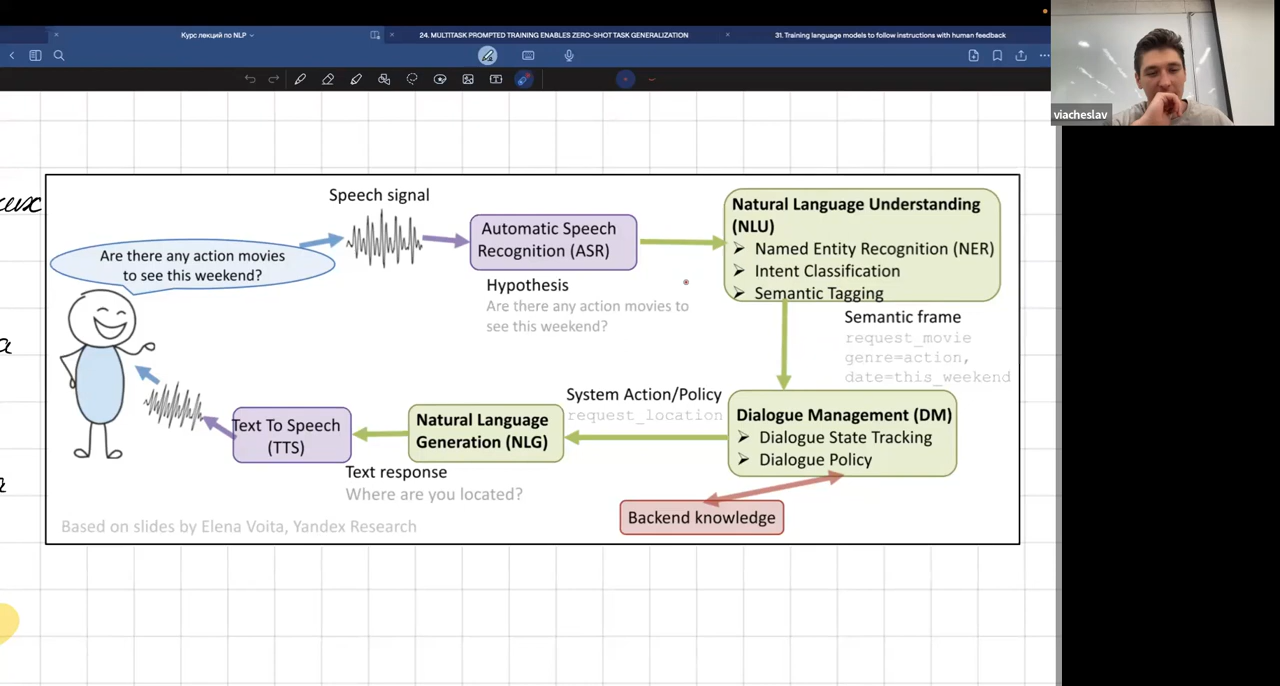 Курс лекций по NLP
24. MULTITASK PROMPTED TRAINING ENABLES ZERO-SHOT TASK GENERALIZATION
31. Training language models to follow instructions with human feedback
viacheslav
Speech signal
Are there any action movies
to see this weekend?
Automatic Speech
Recognition (ASR)
Hypothesis
Are there any action movies to
see this weekend?
Natural Language Understanding
(NLU)
Named Entity Recognition (NER)
Intent Classification
Semantic Tagging
Semantic frame
request_movie
genre=action,
date=this_weekend
Dialogue Management (DM)
Dialogue State Tracking
Dialogue Policy
Backend knowledge
System Action/Policy
request_location
Natural Language
Generation (NLG)
Text response
Where are you located?
Text To Speech
(TTS)
Based on slides by Elena Voita, Yandex Research